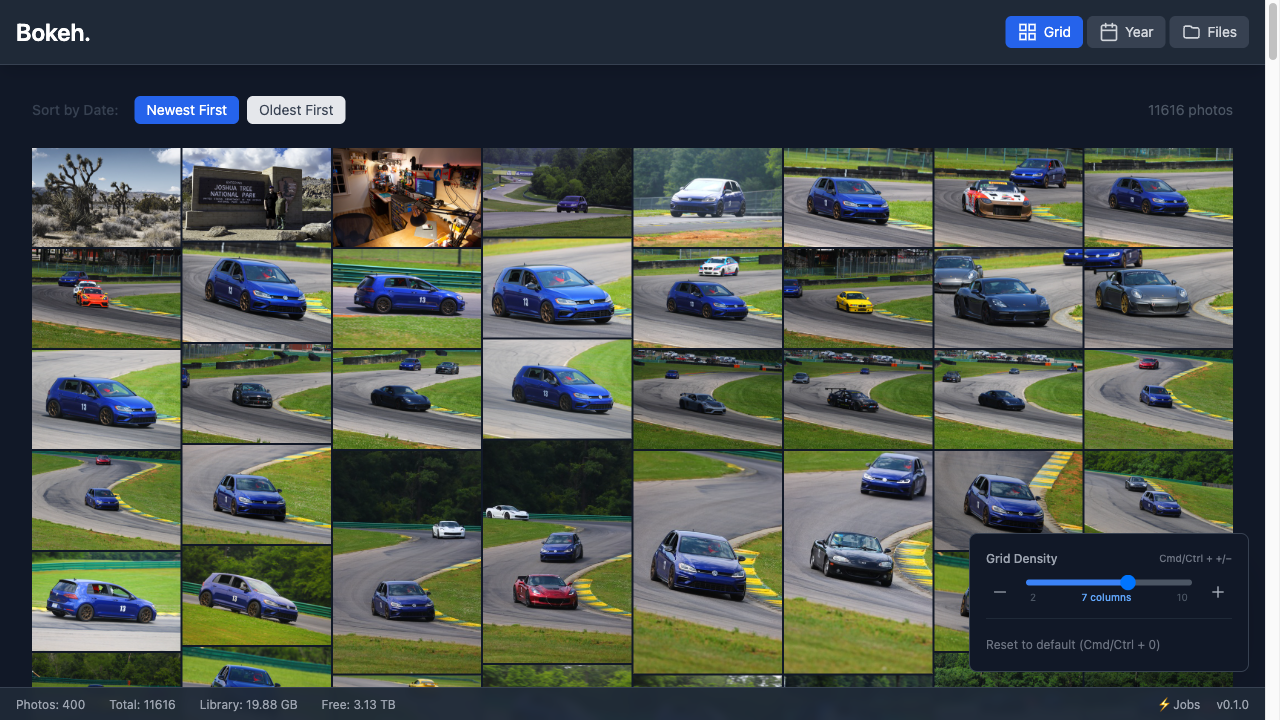 Bokeh.
Grid Year Files
Sort by Date: Newest First Oldest First 11616 photos
JOSHUA TREE
NATIONAL PARK
Grid Density Cmd/Ctrl + +/−
2 7 columns 10
Reset to default (Cmd/Ctrl + 0)
Photos: 400 Total: 11616 Library: 19.88 GB Free: 3.13 TB ⚡ Jobs v0.1.0